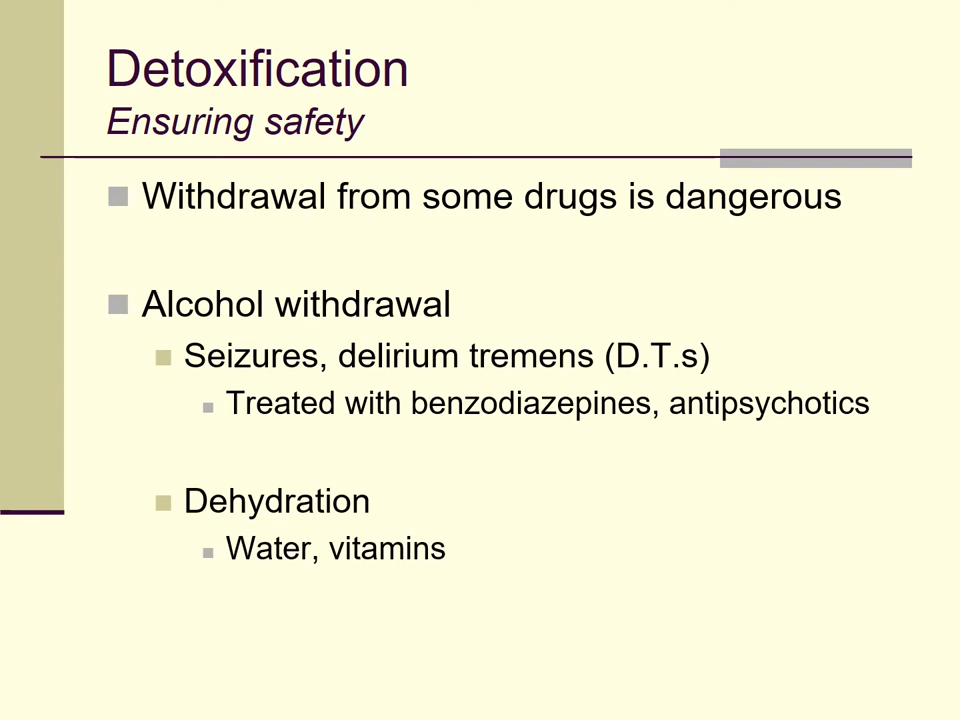 Detoxification
Ensuring safety
Withdrawal from some drugs is dangerous
Alcohol withdrawal
Seizures, delirium tremens (D.T.s)
Treated with benzodiazepines, antipsychotics
Dehydration
Water, vitamins